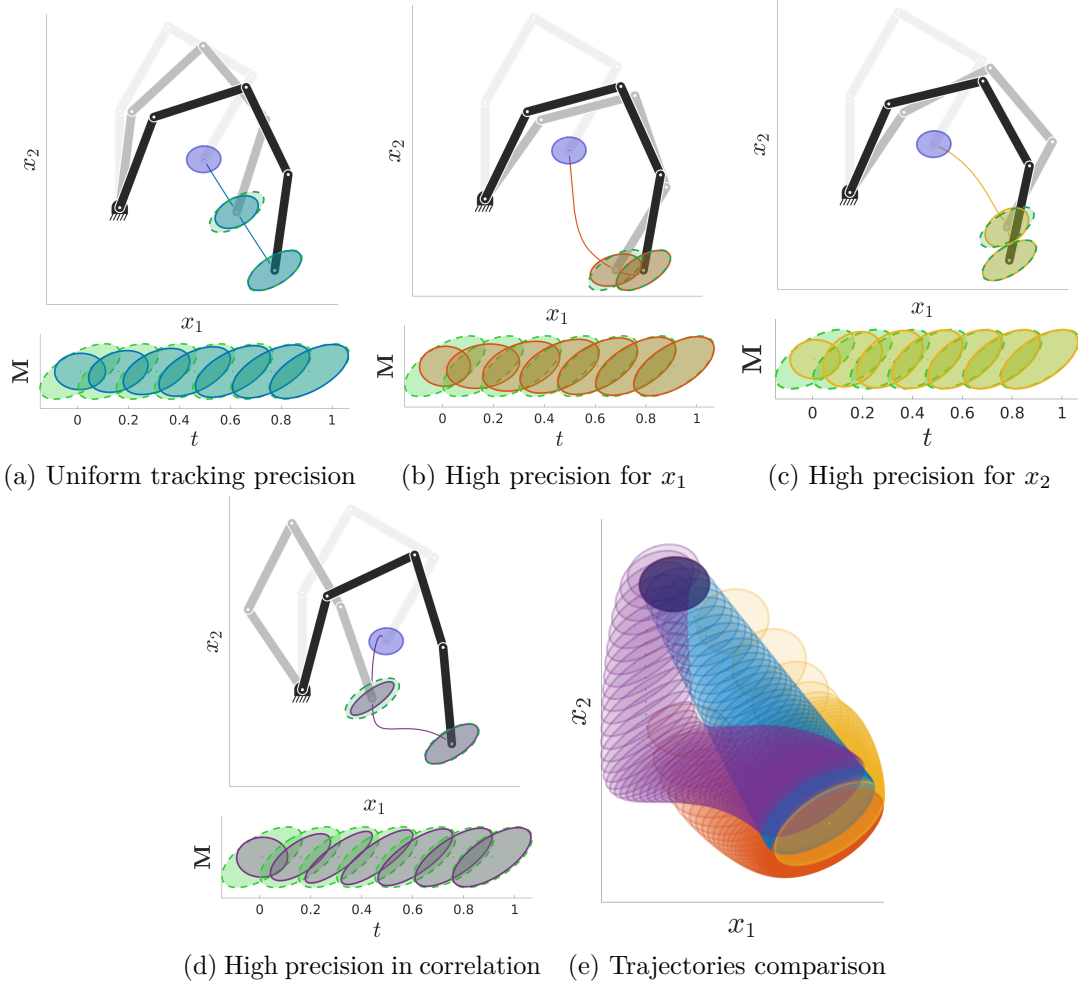 x₂
x₂
x₂
x₁
x₁
x₁
M
M
M
0 0.2 0.4 0.6 0.8 1
0 0.2 0.4 0.6 0.8 1
0 0.2 0.4 0.6 0.8 1
t
t
t
(a) Uniform tracking precision
(b) High precision for x₁
(c) High precision for x₂
x₂
x₂
x₁
M
0 0.2 0.4 0.6 0.8 1
t
x₁
(d) High precision in correlation
(e) Trajectories comparison